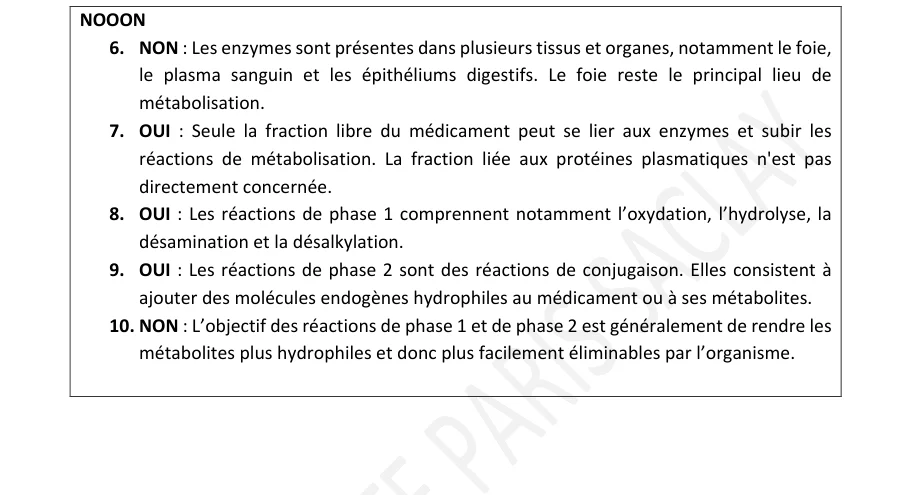 NOOON
6. NON : Les enzymes sont présentes dans plusieurs tissus et organes, notamment le foie,
le plasma sanguin et les épithéliums digestifs. Le foie reste le principal lieu de
métabolisation.
7. OUI : Seule la fraction libre du médicament peut se lier aux enzymes et subir les
réactions de métabolisation. La fraction liée aux protéines plasmatiques n'est pas
directement concernée.
8. OUI : Les réactions de phase 1 comprennent notamment l’oxydation, l’hydrolyse, la
désamination et la désalkylation.
9. OUI : Les réactions de phase 2 sont des réactions de conjugaison. Elles consistent à
ajouter des molécules endogènes hydrophiles au médicament ou à ses métabolites.
10. NON : L’objectif des réactions de phase 1 et de phase 2 est généralement de rendre les
métabolites plus hydrophiles et donc plus facilement éliminables par l’organisme.
PARIS SACLAY